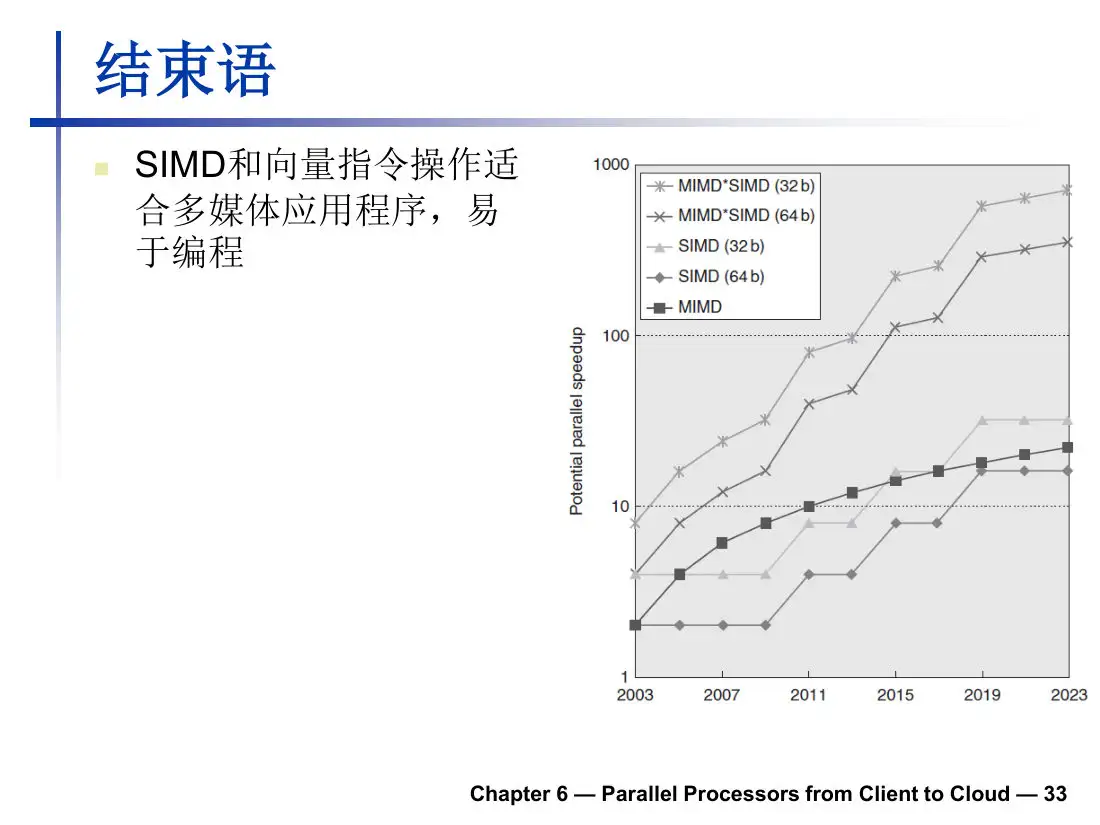 结束语
SIMD和向量指令操作适
合多媒体应用程序，易
于编程
1000
100
10
1
Potential parallel speedup
MIMD*SIMD (32 b)
MIMD*SIMD (64 b)
SIMD (32 b)
SIMD (64 b)
MIMD
2003 2007 2011 2015 2019 2023
Chapter 6 — Parallel Processors from Client to Cloud — 33